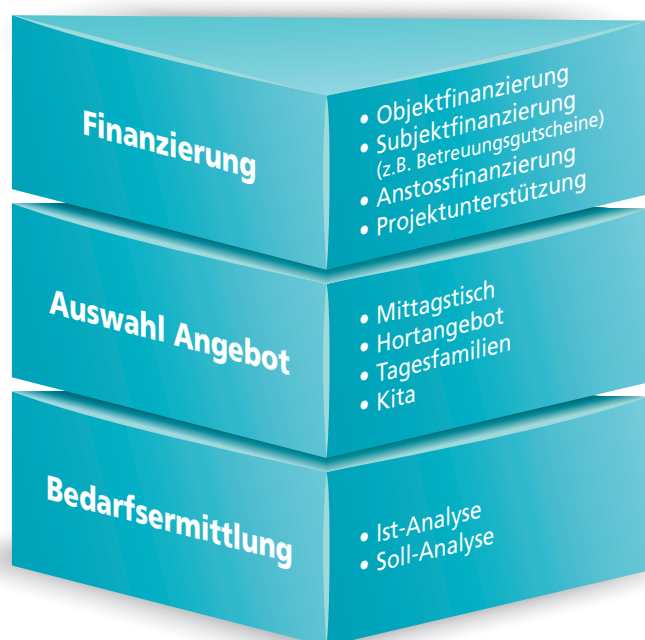 Finanzierung
• Objektfinanzierung
• Subjektfinanzierung
(z.B. Betreuungsgutscheine)
• Anstossfinanzierung
• Projektunterstützung
Auswahl Angebot
• Mittagstisch
• Hortangebot
• Tagesfamilien
• Kita
Bedarfsermittlung
• Ist-Analyse
• Soll-Analyse